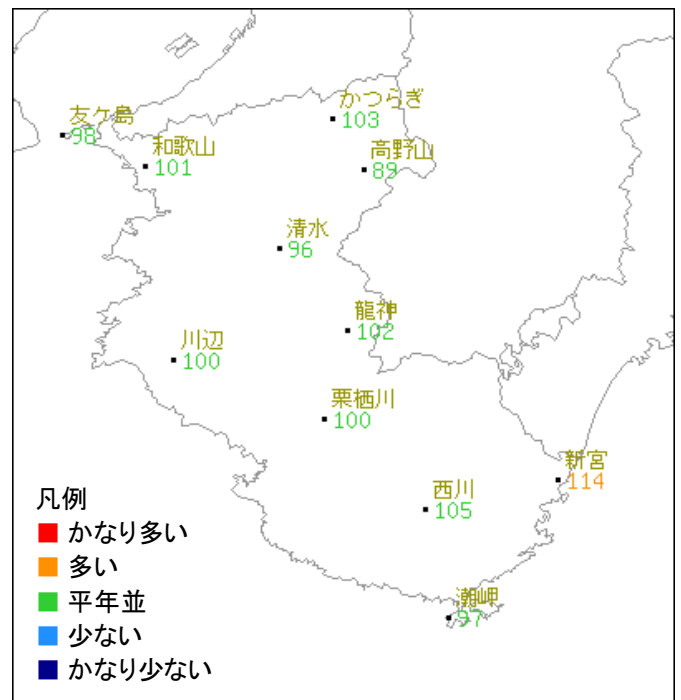 かつらぎ
103
友ケ島
98
和歌山
101
高野山
89
清水
96
龍神
102
川辺
100
栗栖川
100
新宮
114
西川
105
潮岬
97
凡例
かなり多い
多い
平年並
少ない
かなり少ない